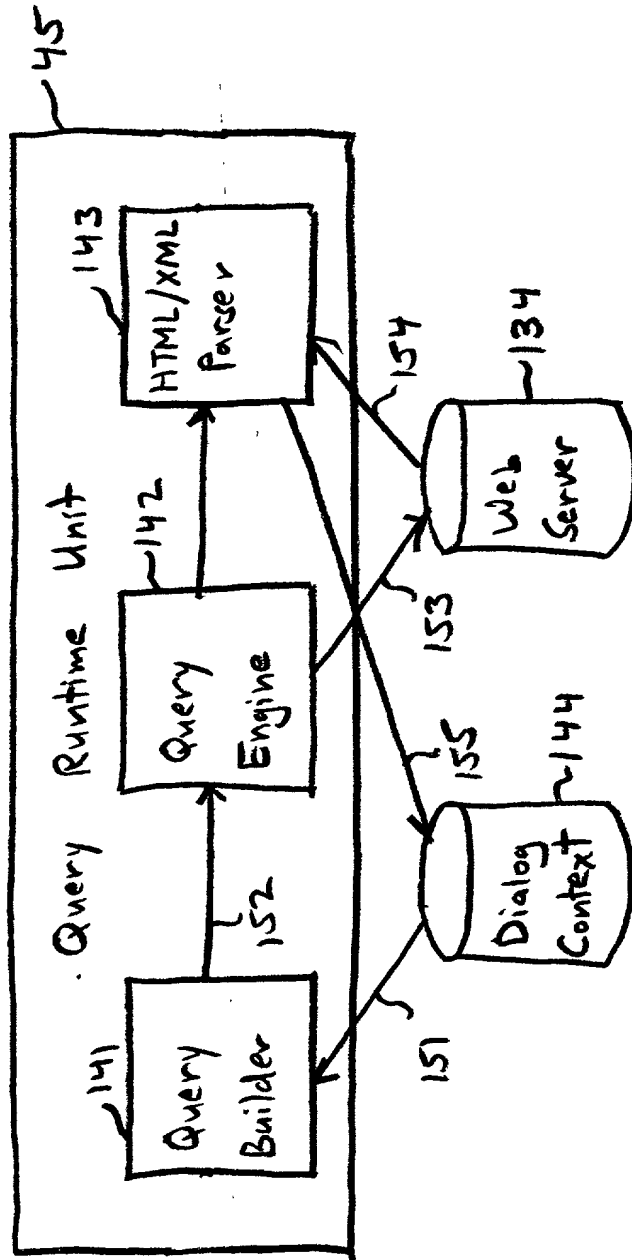 45
Query Runtime Unit
141
142
143
Query
Builder
Query
Engine
HTML/XML
Parser
152
151
155
153
154
144
134
Dialog
Context
Web
Server